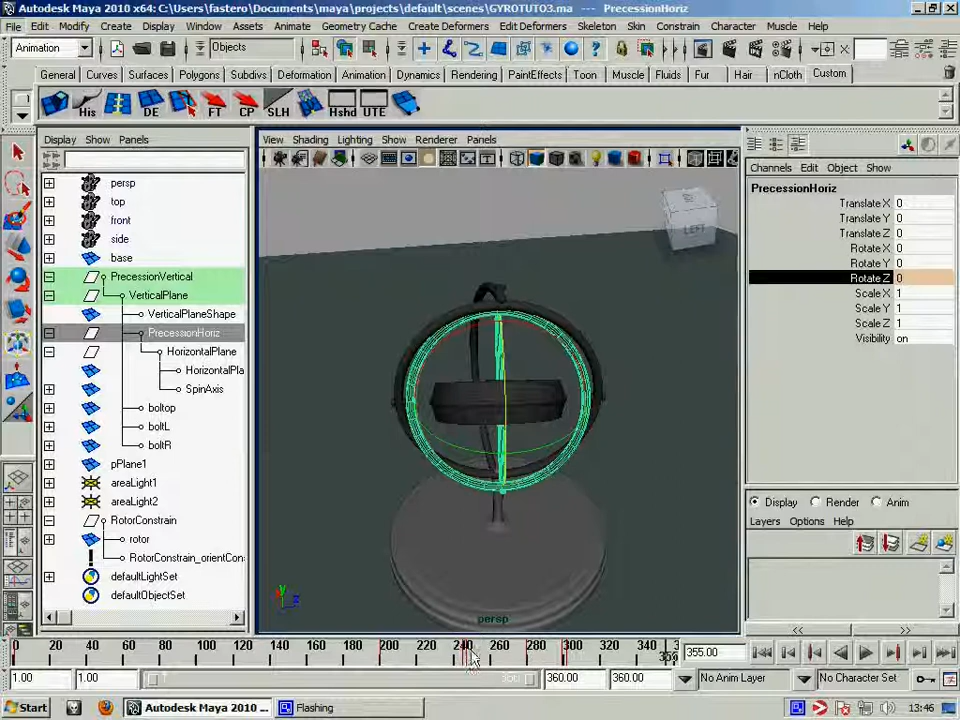 Autodesk Maya 2010 x64: C:\Users\fastero\Documents\maya\projects\default\scenes\GYROTUTO3.ma --- PrecessionHoriz
File Edit Modify Create Display Window Assets Animate Geometry Cache Create Deformers Edit Deformers Skeleton Skin Constrain Character Muscle Help
Animation Objects X:
General Curves Surfaces Polygons Subdivs Deformation Animation Dynamics Rendering PaintEffects Toon Muscle Fluids Fur Hair nCloth Custom
His DE FT CP SLH Hshd UTE
Display Show Panels
View Shading Lighting Show Renderer Panels
Channels Edit Object Show
persp
top
front
side
base
PrecessionVertical
VerticalPlane
VerticalPlaneShape
PrecessionHoriz
HorizontalPlane
HorizontalPla
SpinAxis
boltop
boltL
boltR
pPlane1
areaLight1
areaLight2
RotorConstrain
rotor
RotorConstrain_orientCon
defaultLightSet
defaultObjectSet
LEFT
y
z
persp
PrecessionHoriz
Translate X 0
Translate Y 0
Translate Z 0
Rotate X 0
Rotate Y 0
Rotate Z 0
Scale X 1
Scale Y 1
Scale Z 1
Visibility on
Display Render Anim
Layers Options Help
0 20 40 60 80 100 120 140 160 180 200 220 240 260 280 300 320 340 355.00
1.00 1.00 360.00 360.00 No Anim Layer No Character Set
Start Autodesk Maya 2010 ... Flashing 13:46